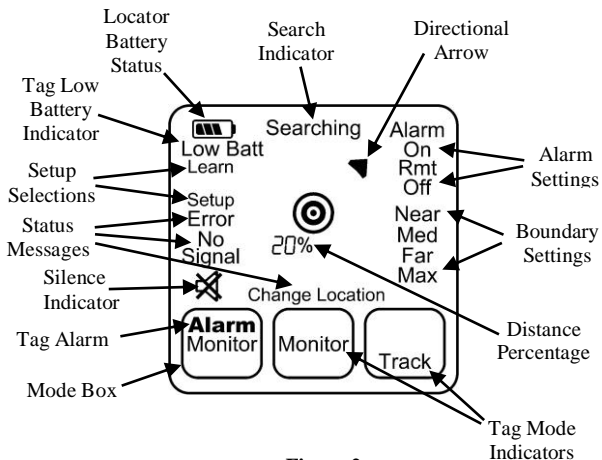 Locator
Battery
Status
Search
Indicator
Directional
Arrow
Tag Low
Battery
Indicator
Setup
Selections
Status
Messages
Silence
Indicator
Tag Alarm
Mode Box
Searching
Low Batt
Learn
Setup
Error
No
Signal
20%
Change Location
Alarm
On
Rmt
Off
Near
Med
Far
Max
Alarm
Monitor
Monitor
Track
Alarm
Settings
Boundary
Settings
Distance
Percentage
Tag Mode
Indicators